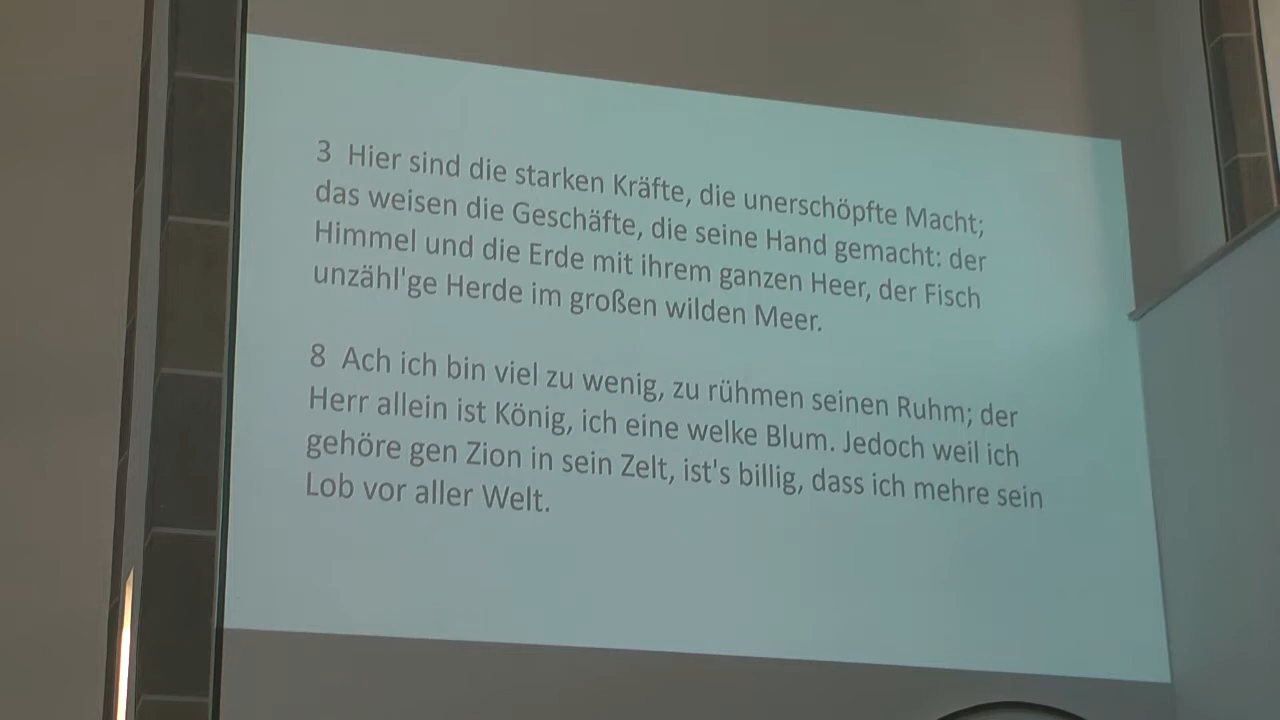 3 Hier sind die starken Kräfte, die unerschöpfte Macht;
das weisen die Geschäfte, die seine Hand gemacht: der
Himmel und die Erde mit ihrem ganzen Heer, der Fisch
unzähl'ge Herde im großen wilden Meer.
8 Ach ich bin viel zu wenig, zu rühmen seinen Ruhm; der
Herr allein ist König, ich eine welke Blum. Jedoch weil ich
gehöre gen Zion in sein Zelt, ist's billig, dass ich mehre sein
Lob vor aller Welt.